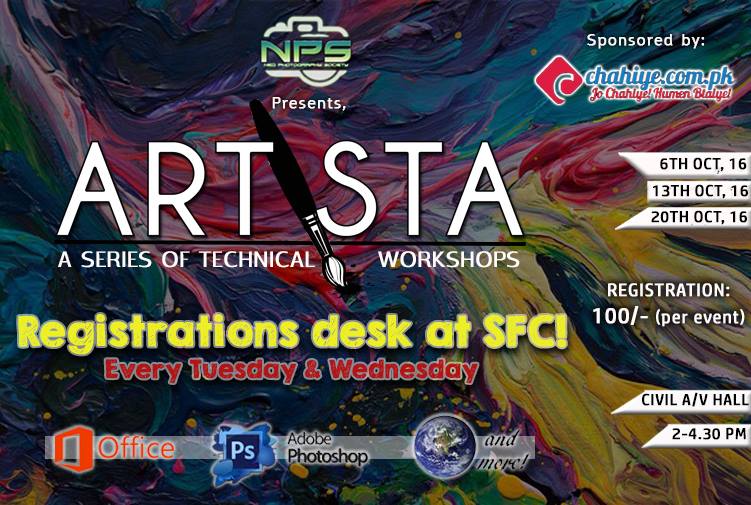 NPS
NED PHOTOGRAPHY SOCIETY
Presents,
Sponsored by:
chahiye.com.pk
Jo Chahiye! Humen Btaiye!
ARTISTA
A SERIES OF TECHNICAL WORKSHOPS
6TH OCT, 16
13TH OCT, 16
20TH OCT, 16
REGISTRATION:
100/- (per event)
Registrations desk at SFC!
Every Tuesday & Wednesday
CIVIL A/V HALL
2-4.30 PM
Office
Ps
Adobe
Photoshop
and
more!